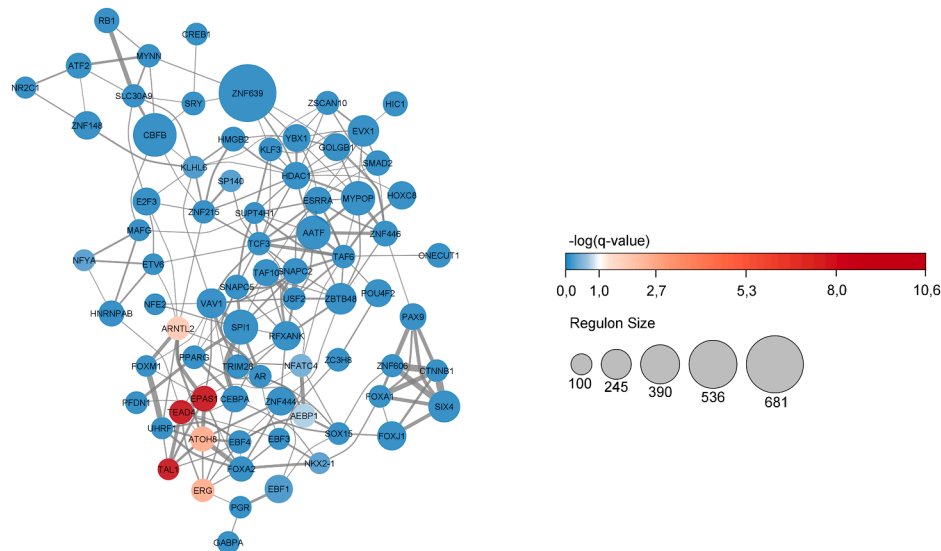 RB1
CREB1
MYNN
ATF2
NR2C1
SLC30A9
ZNF639
SRY
ZSCAN10
HIC1
ZNF148
CBFB
HMGB2
YBX1
EVX1
KLF3
GOLGB1
KLHL6
SMAD2
SP140
HDAC1
E2F3
ZNF215
SUPT4H1
ESRRA
MYPOP
HOXC8
MAFG
TCF3
AATF
ZNF446
NFYA
ETV6
TAF6
ONECUT1
TAF10
SNAPC2
SNAPC5
HNRNPAB
NFE2
VAV1
USF2
ZBTB48
POU4F2
ARNTL2
SPI1
RFXANK
PAX9
FOXM1
PPARG
TRIM28
AR
NFATC4
ZC3H8
ZNF606
CTNNB1
PFDN1
TEAD4
EPAS1
CEBPA
ZNF444
AEBP1
FOXA1
SIX4
UHRF1
ATOH8
EBF4
EBF3
SOX15
FOXJ1
TAL1
FOXA2
NKX2-1
ERG
EBF1
PGR
GABPA
-log(q-value)
0,0 1,0 2,7 5,3 8,0 10,6
Regulon Size
100 245 390 536 681